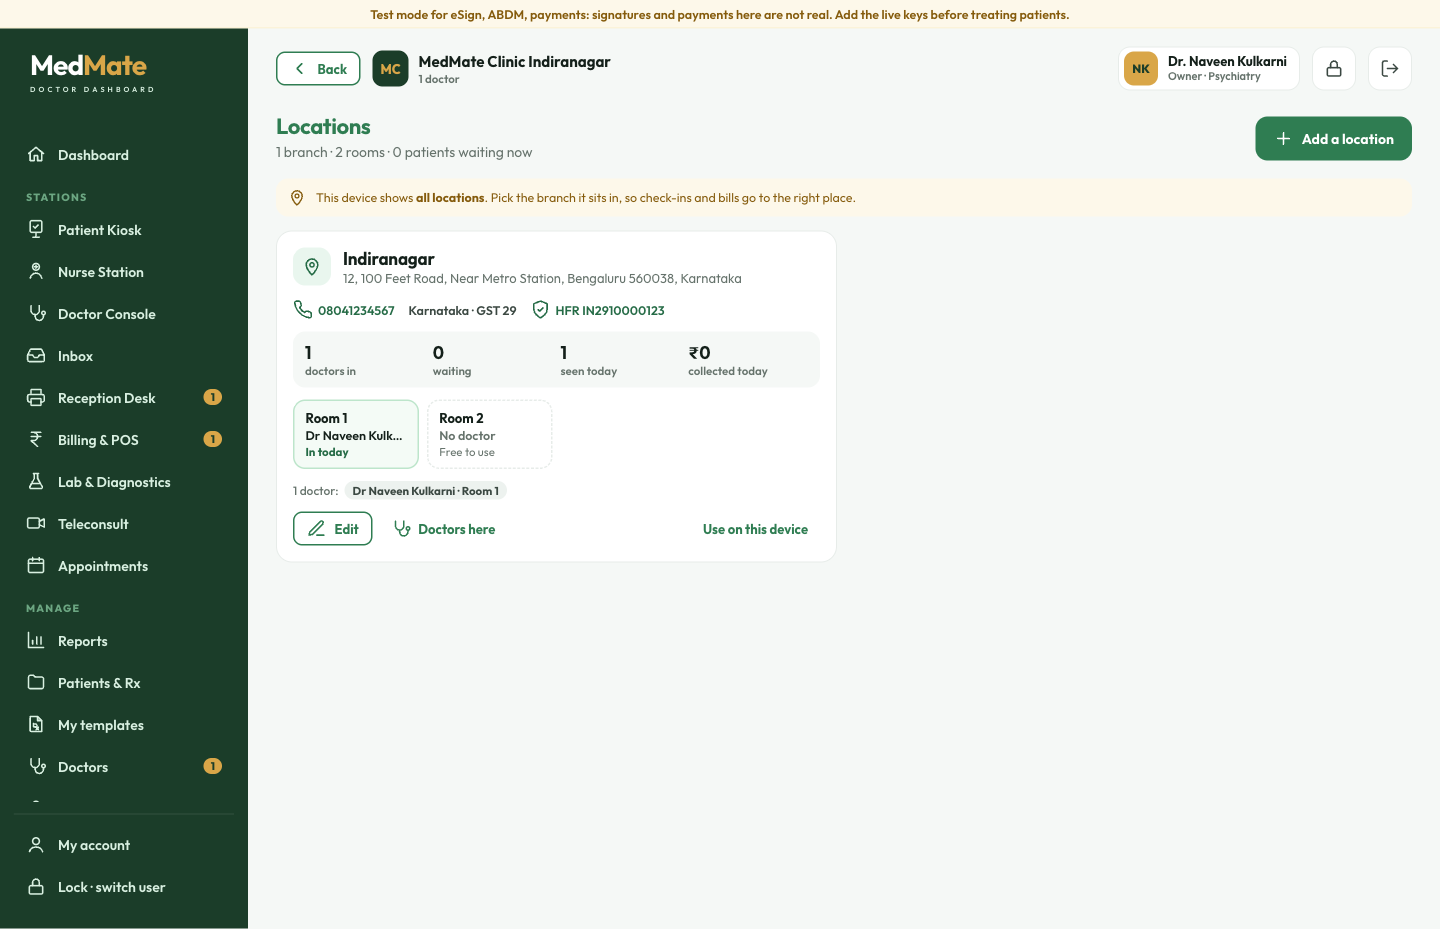 Test mode for eSign, ABDM, payments: signatures and payments here are not real. Add the live keys before treating patients.
MedMate
DOCTOR DASHBOARD
Dashboard
STATIONS
Patient Kiosk
Nurse Station
Doctor Console
Inbox
Reception Desk 1
Billing & POS 1
Lab & Diagnostics
Teleconsult
Appointments
MANAGE
Reports
Patients & Rx
My templates
Doctors 1
My account
Lock · switch user
Back
MC
MedMate Clinic Indiranagar
1 doctor
NK
Dr. Naveen Kulkarni
Owner · Psychiatry
Locations
1 branch · 2 rooms · 0 patients waiting now
Add a location
This device shows all locations. Pick the branch it sits in, so check-ins and bills go to the right place.
Indiranagar
12, 100 Feet Road, Near Metro Station, Bengaluru 560038, Karnataka
08041234567 Karnataka · GST 29 HFR IN2910000123
1 0 1 ₹0
doctors in waiting seen today collected today
Room 1
Dr Naveen Kulk...
In today
Room 2
No doctor
Free to use
1 doctor: Dr Naveen Kulkarni · Room 1
Edit Doctors here Use on this device